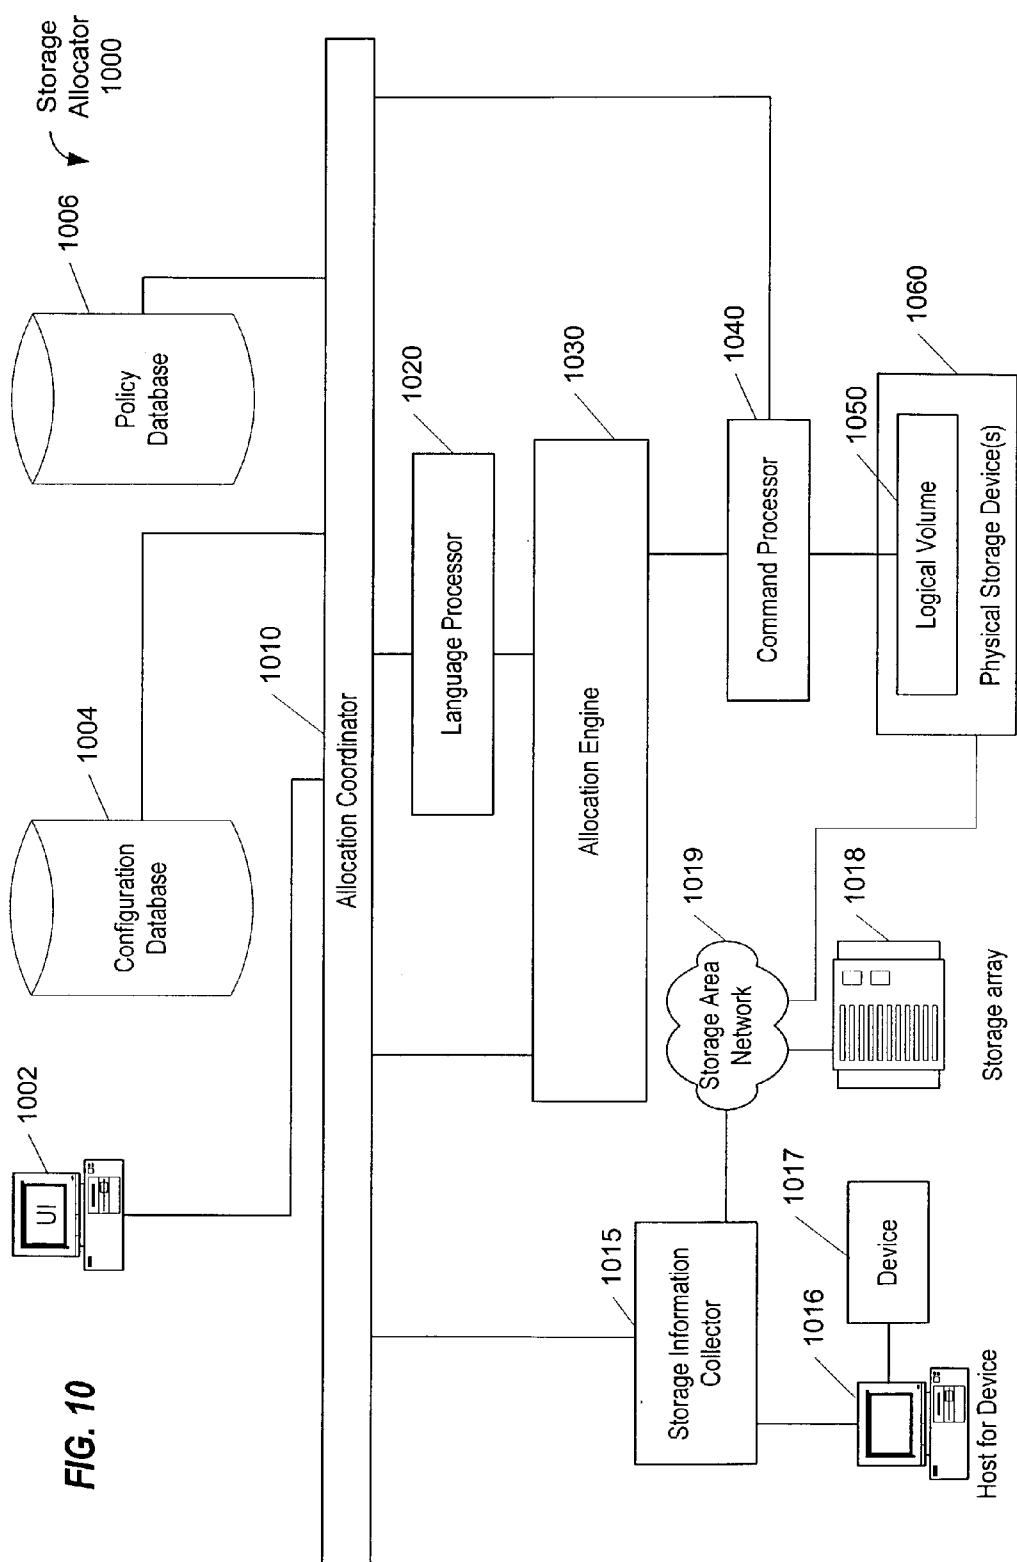 FIG. 10
Storage
Allocator
1000
UI
1002
Configuration
Database
1004
Policy
Database
1006
Allocation Coordinator
1010
Language Processor
1020
Allocation Engine
1030
Command Processor
1040
Logical Volume
1050
Physical Storage Device(s)
1060
Storage Information
Collector
1015
Storage Area
Network
1019
1018
Storage array
Device
1017
1016
Host for Device